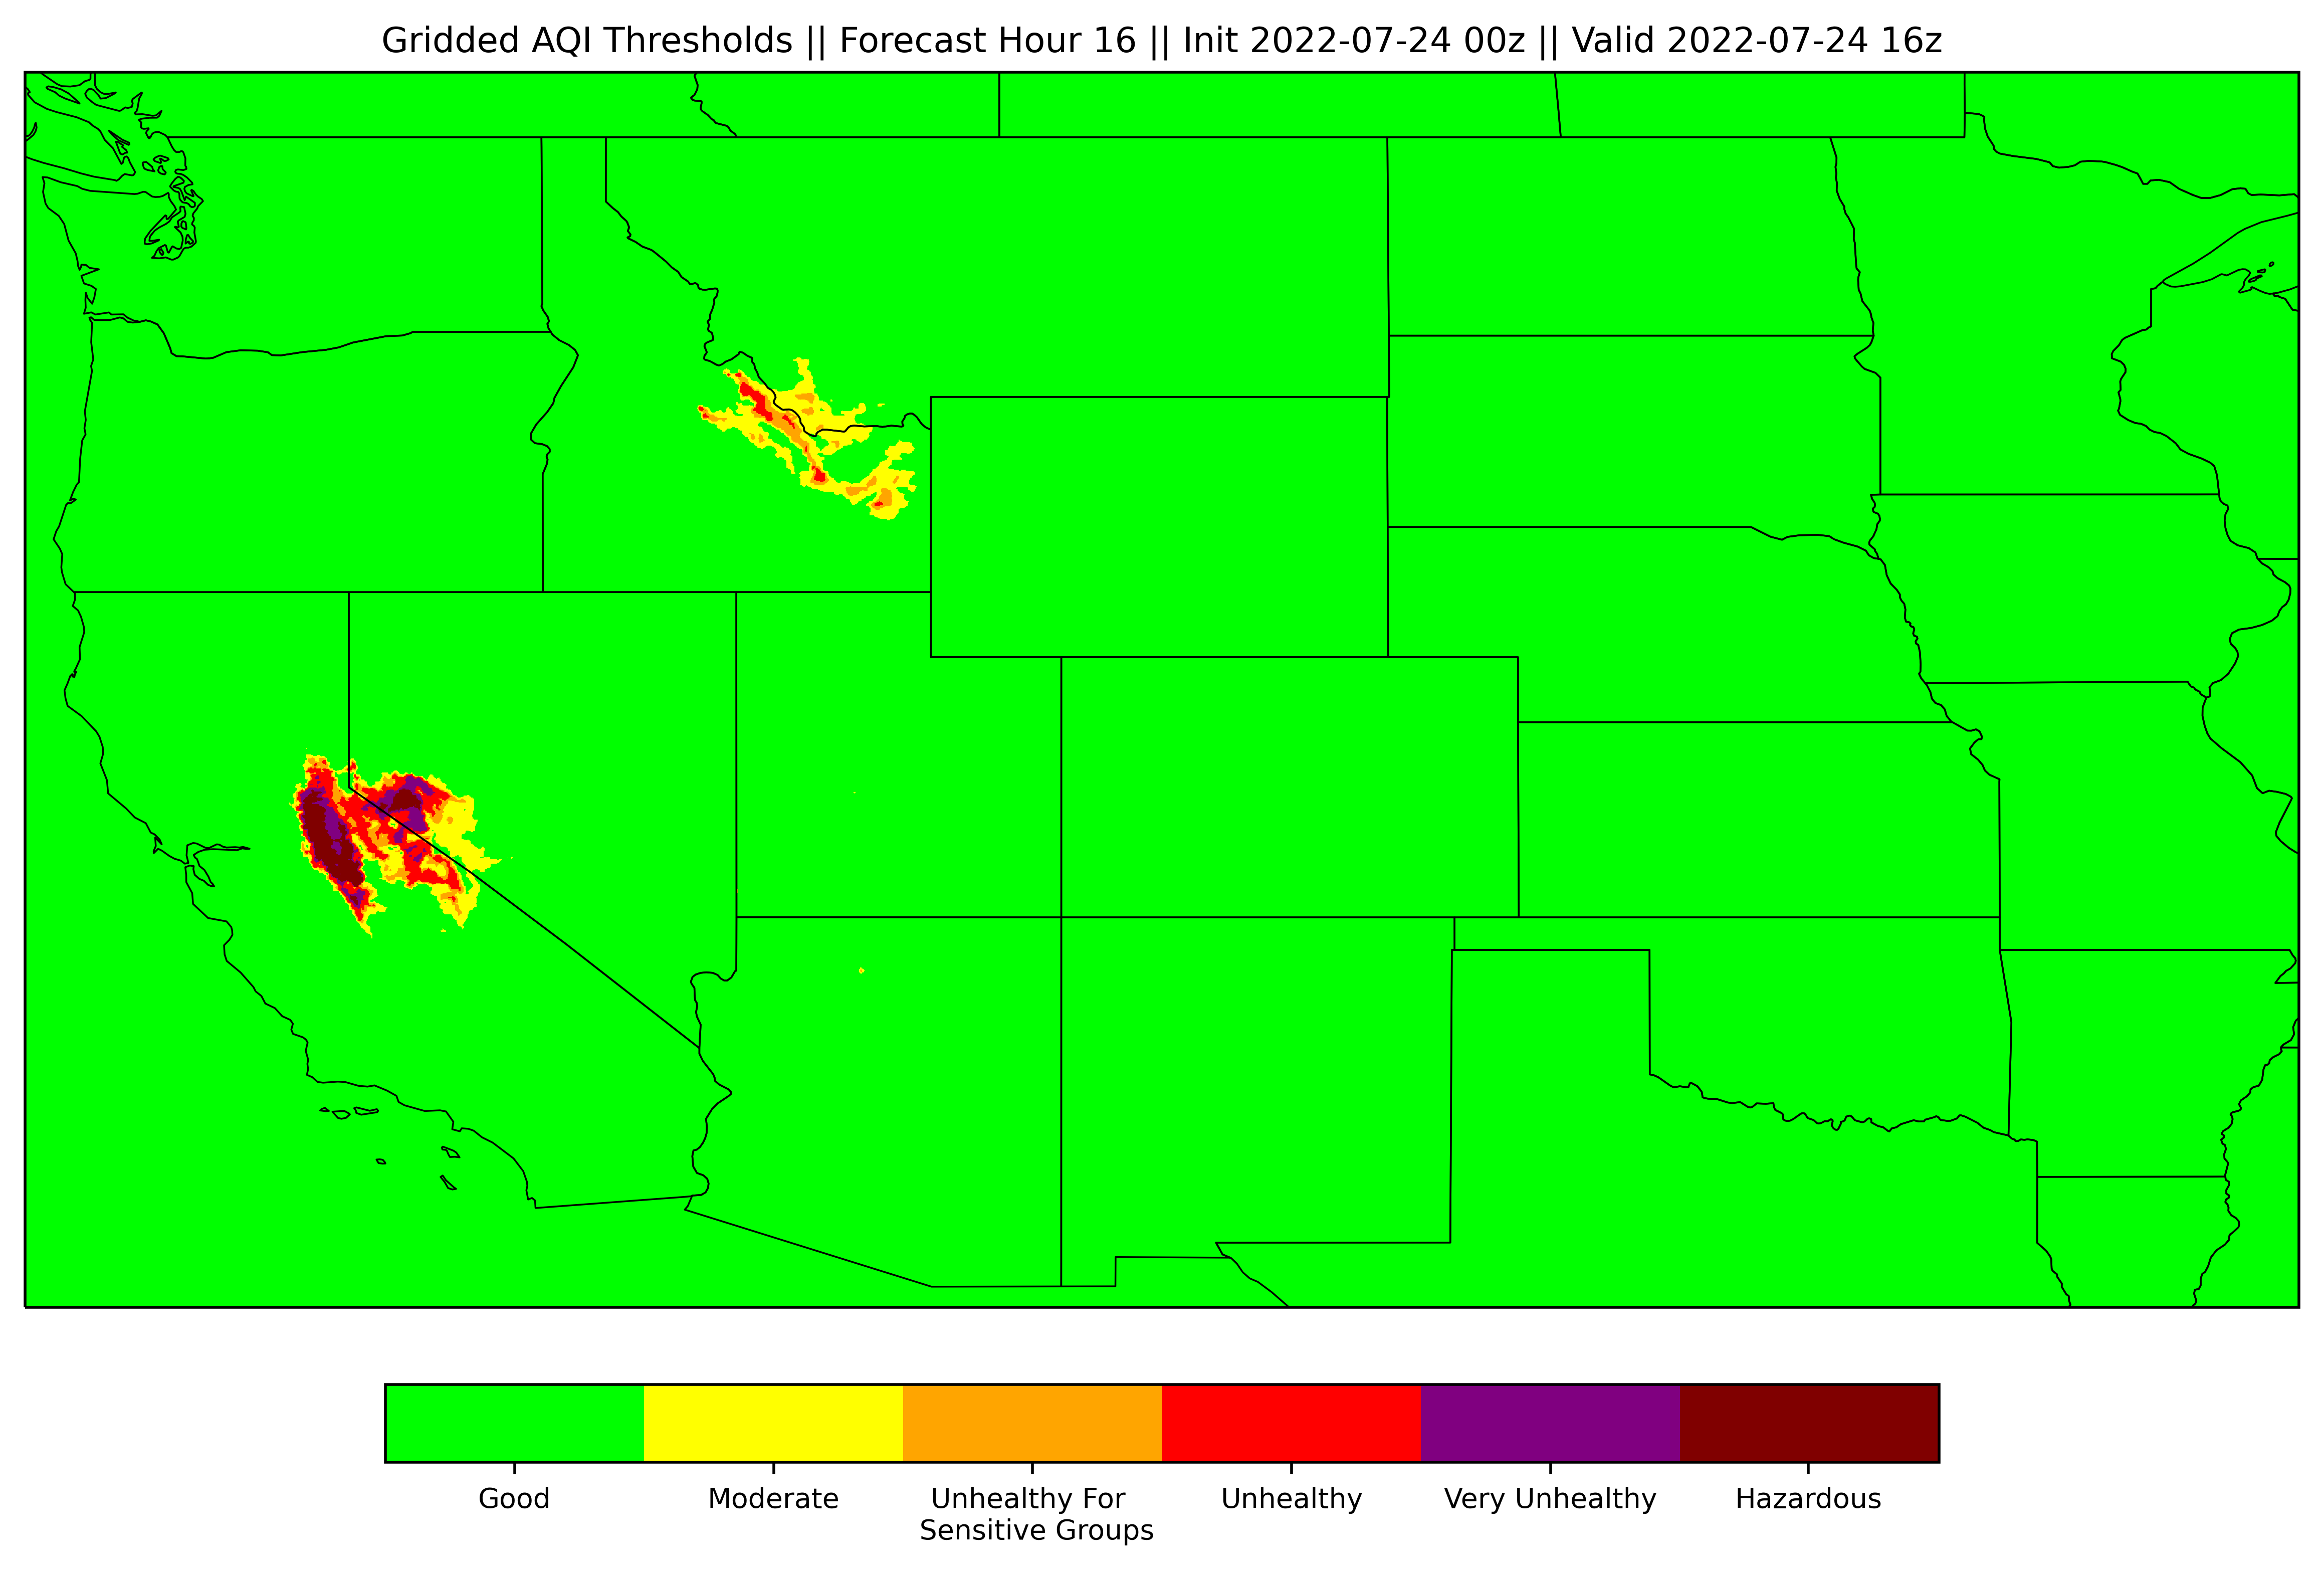 Gridded AQI Thresholds || Forecast Hour 16 || Init 2022-07-24 00z || Valid 2022-07-24 16z
Good
Moderate
Unhealthy For
Sensitive Groups
Unhealthy
Very Unhealthy
Hazardous